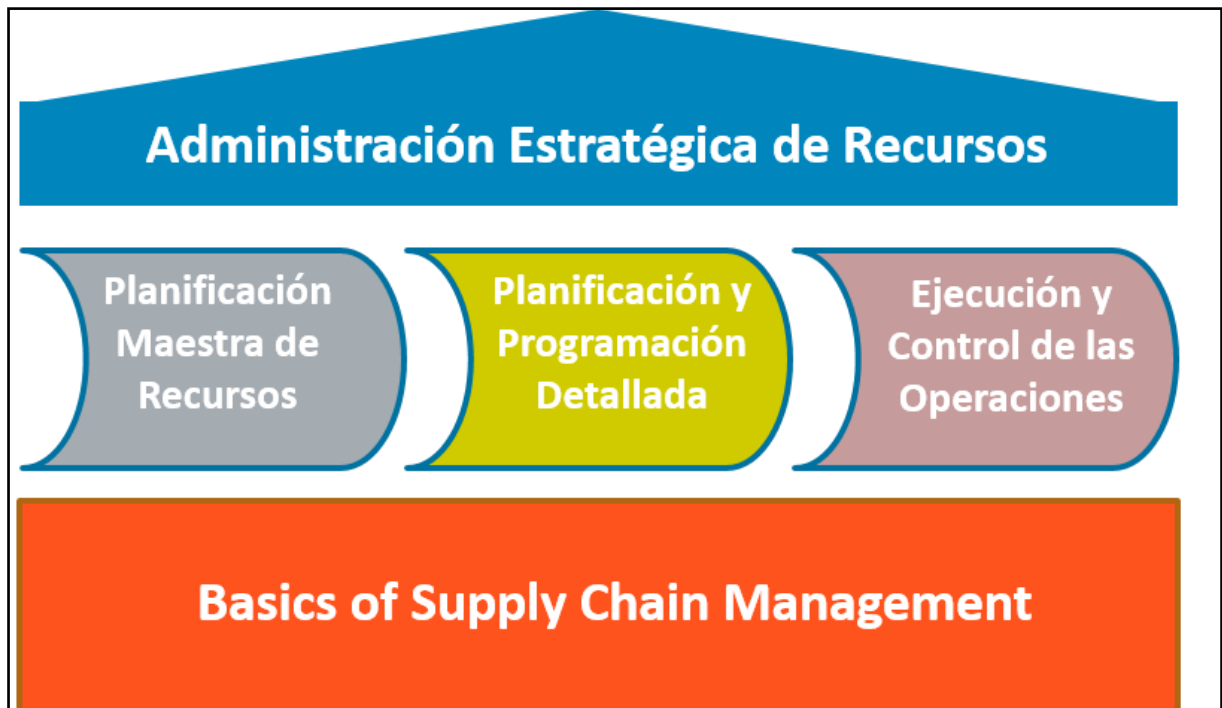 Administración Estratégica de Recursos
Planificación
Maestra de
Recursos
Planificación y
Programación
Detallada
Ejecución y
Control de las
Operaciones
Basics of Supply Chain Management